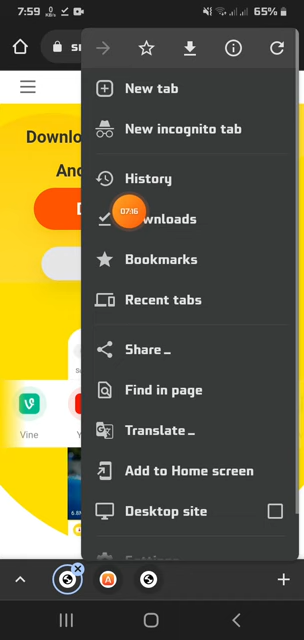 7:59
65%
New tab
New incognito tab
History
07:16
wnloads
Bookmarks
Recent tabs
Share...
Find in page
Translate...
Add to Home screen
Desktop site
Downlo
And
Vine